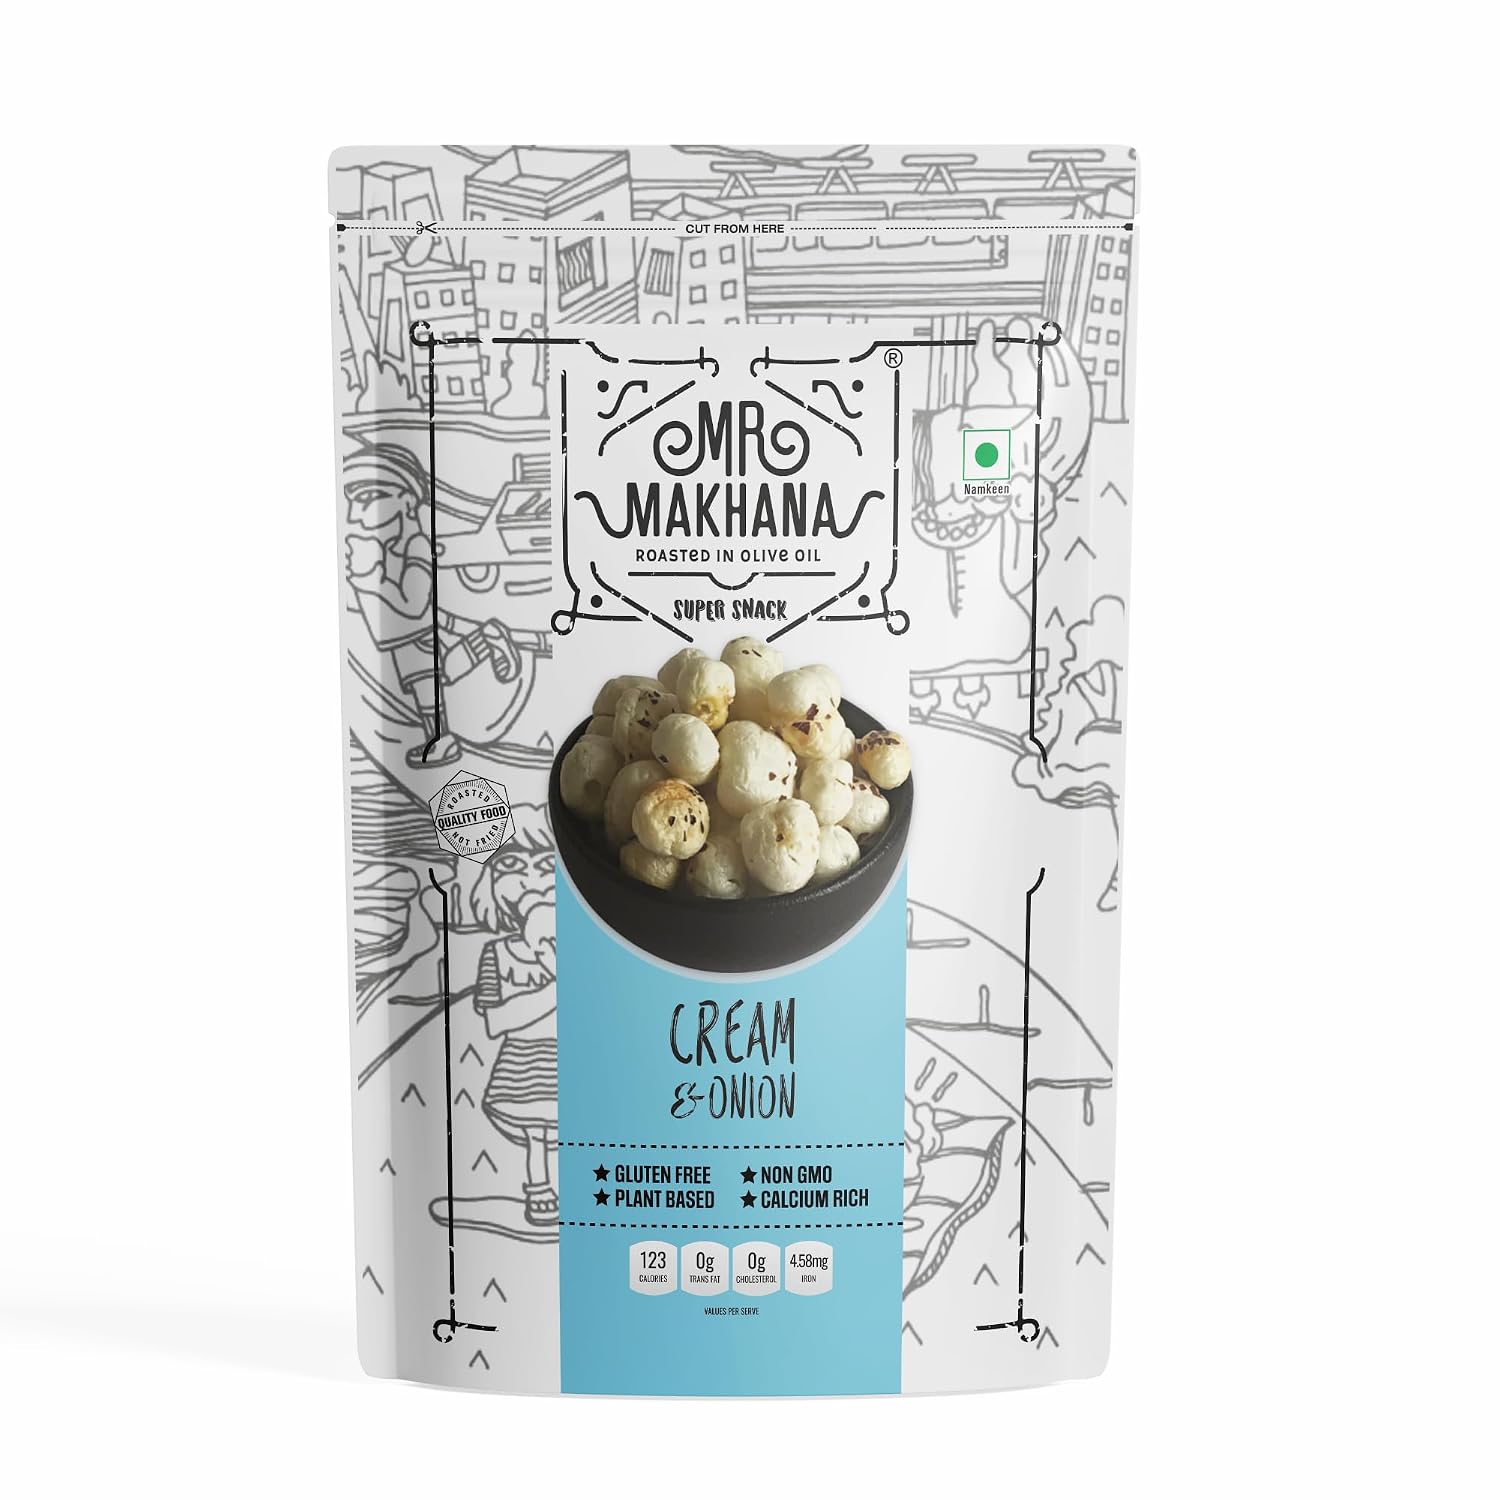 CUT FROM HERE
®
MR
MAKHANA
ROASTED IN OLIVE OIL
SUPER SNACK
Namkeen
ROASTED
QUALITY FOOD
NOT FRIED
CREAM
& ONION
★ GLUTEN FREE ★ NON GMO
★ PLANT BASED ★ CALCIUM RICH
123 0g 0g 4.58mg
CALORIES TRANS FAT CHOLESTEROL IRON
VALUES PER SERVE